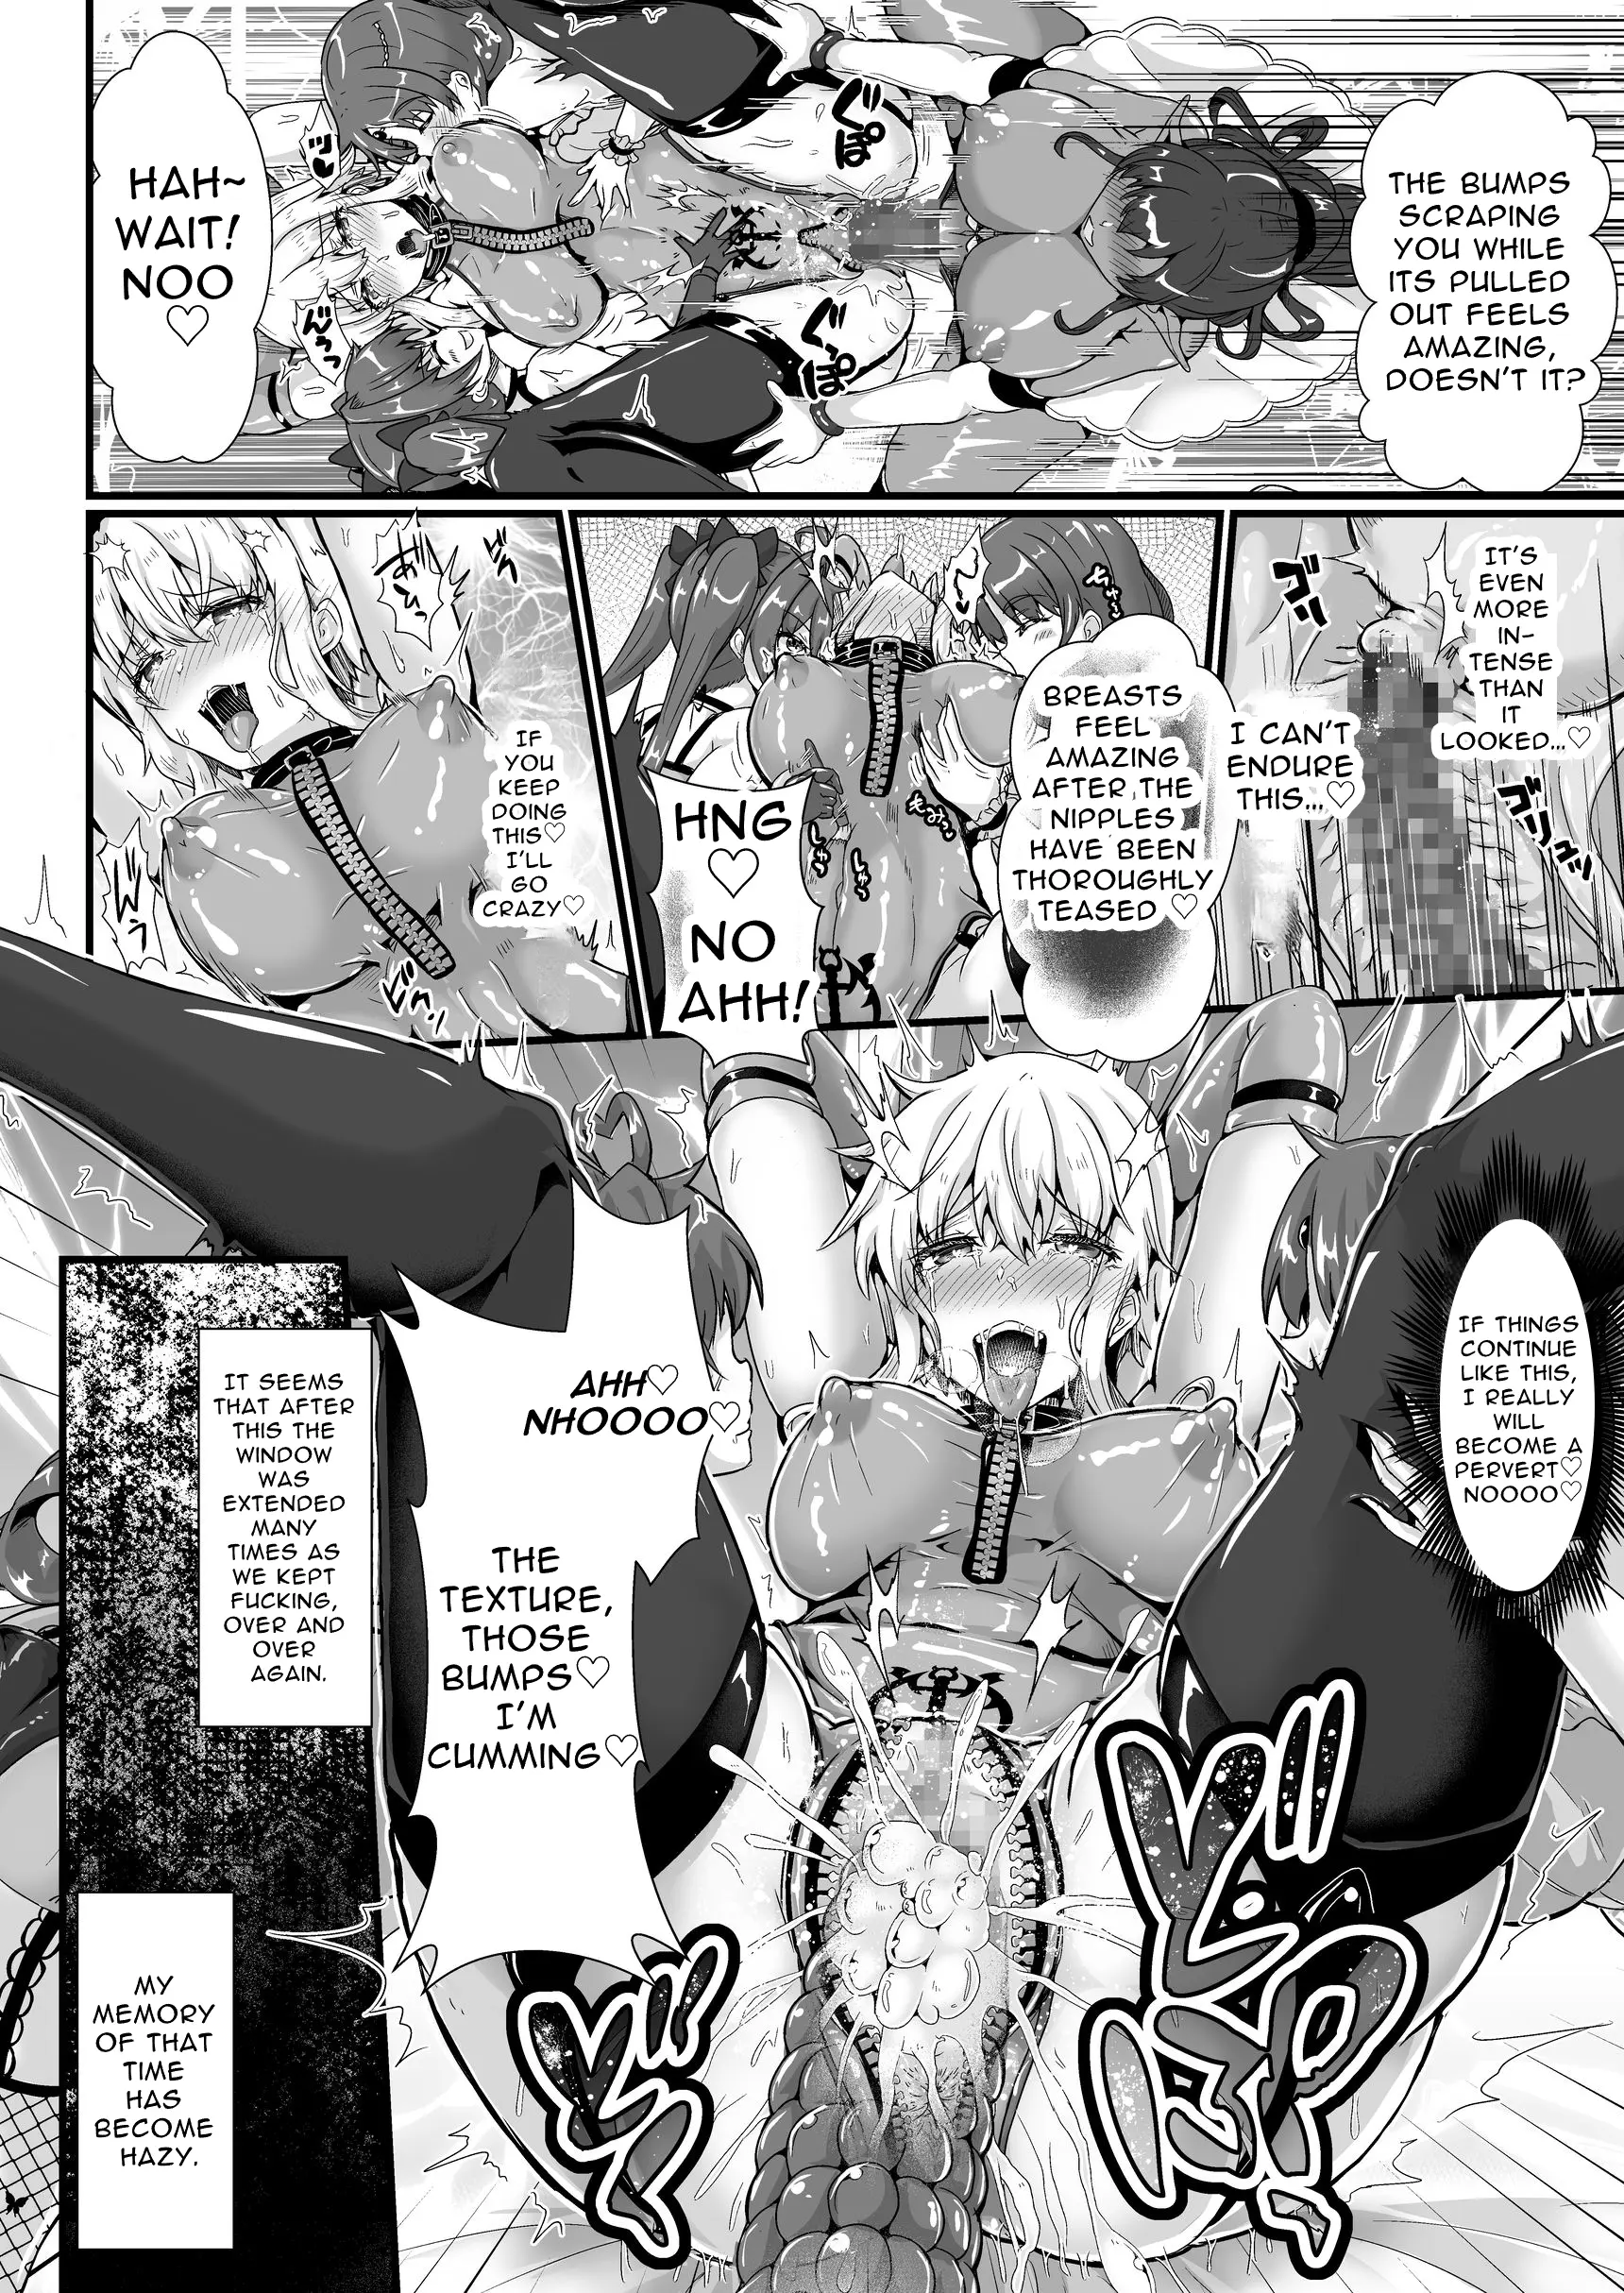 THE BUMPS
SCRAPING
YOU WHILE
ITS PULLED
OUT FEELS
AMAZING,
DOESN'T IT?
HAH~
WAIT!
NOO
♡
IT'S
EVEN
MORE
IN-
TENSE
THAN
IT
LOOKED...♡
I CAN'T
ENDURE
THIS...♡
BREASTS
FEEL
AMAZING
AFTER THE
NIPPLES
HAVE BEEN
THOROUGHLY
TEASED ♡
HNG
♡
NO
AHH!
IF
YOU
KEEP
DOING
THIS♡
I'LL
GO
CRAZY♡
IF THINGS
CONTINUE
LIKE THIS,
I REALLY
WILL
BECOME A
PERVERT♡
NOOOO♡
AHH♡
NHOOOO♡
THE
TEXTURE,
THOSE
BUMPS♡
I'M
CUMMING♡
IT SEEMS
THAT AFTER
THIS THE
WINDOW
WAS
EXTENDED
MANY
TIMES AS
WE KEPT
FUCKING,
OVER AND
OVER
AGAIN.
MY
MEMORY
OF THAT
TIME
HAS
BECOME
HAZY.